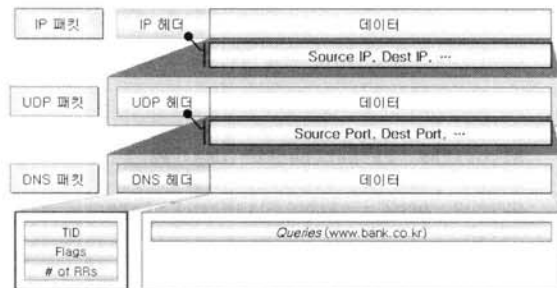 IP 패킷 IP 헤더 데이터
Source IP, Dest IP, ⋯
UDP 패킷 UDP 헤더 데이터
Source Port, Dest Port, ⋯
DNS 패킷 DNS 헤더 데이터
TID Queries (www.bank.co.kr)
Flags
# of RRs